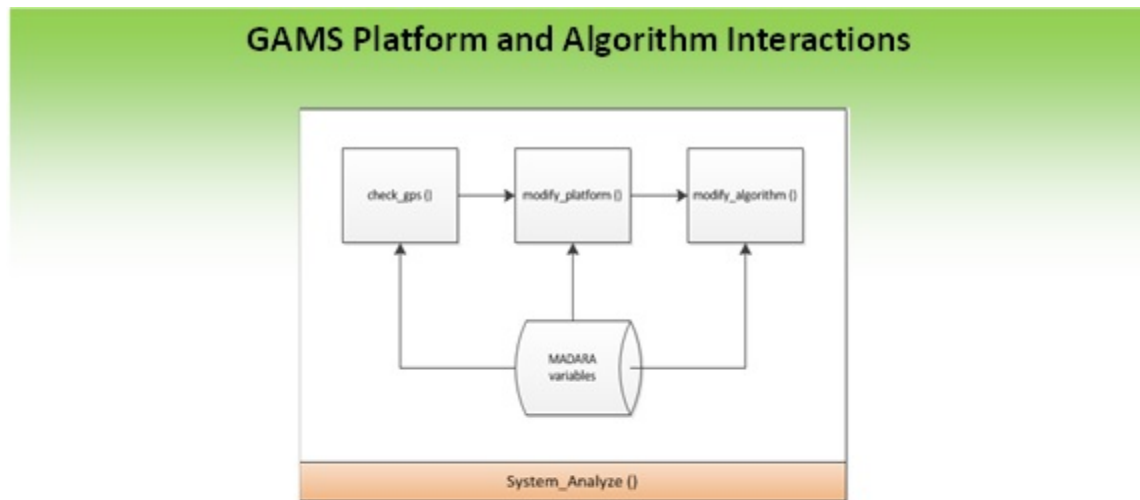 GAMS Platform and Algorithm Interactions
check_gps ()
modify_platform ()
modify_algorithm ()
MADARA
variables
System_Analyze ()